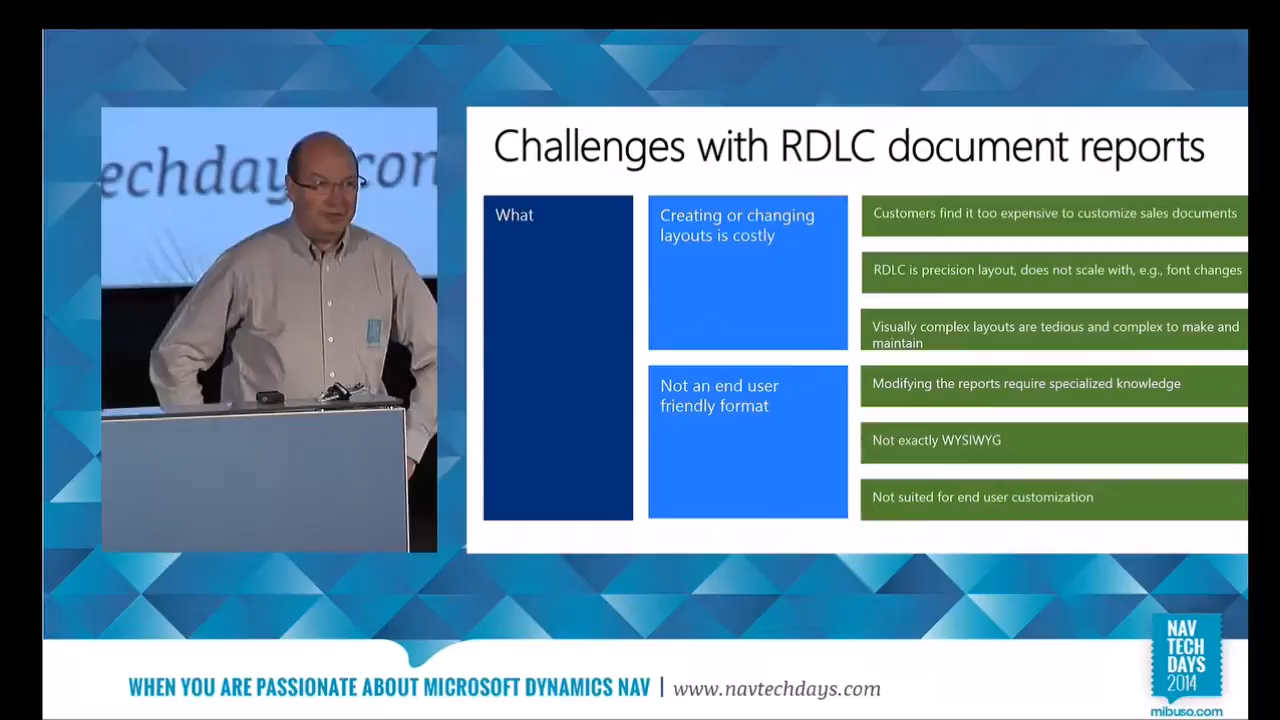 techdays.com
Challenges with RDLC document reports
What
Creating or changing
layouts is costly
Customers find it too expensive to customize sales documents
RDLC is precision layout, does not scale with, e.g., font changes
Visually complex layouts are tedious and complex to make and
maintain
Not an end user
friendly format
Modifying the reports require specialized knowledge
Not exactly WYSIWYG
Not suited for end user customization
WHEN YOU ARE PASSIONATE ABOUT MICROSOFT DYNAMICS NAV | www.navtechdays.com
NAV
TECH
DAYS
2014
mibuso.com